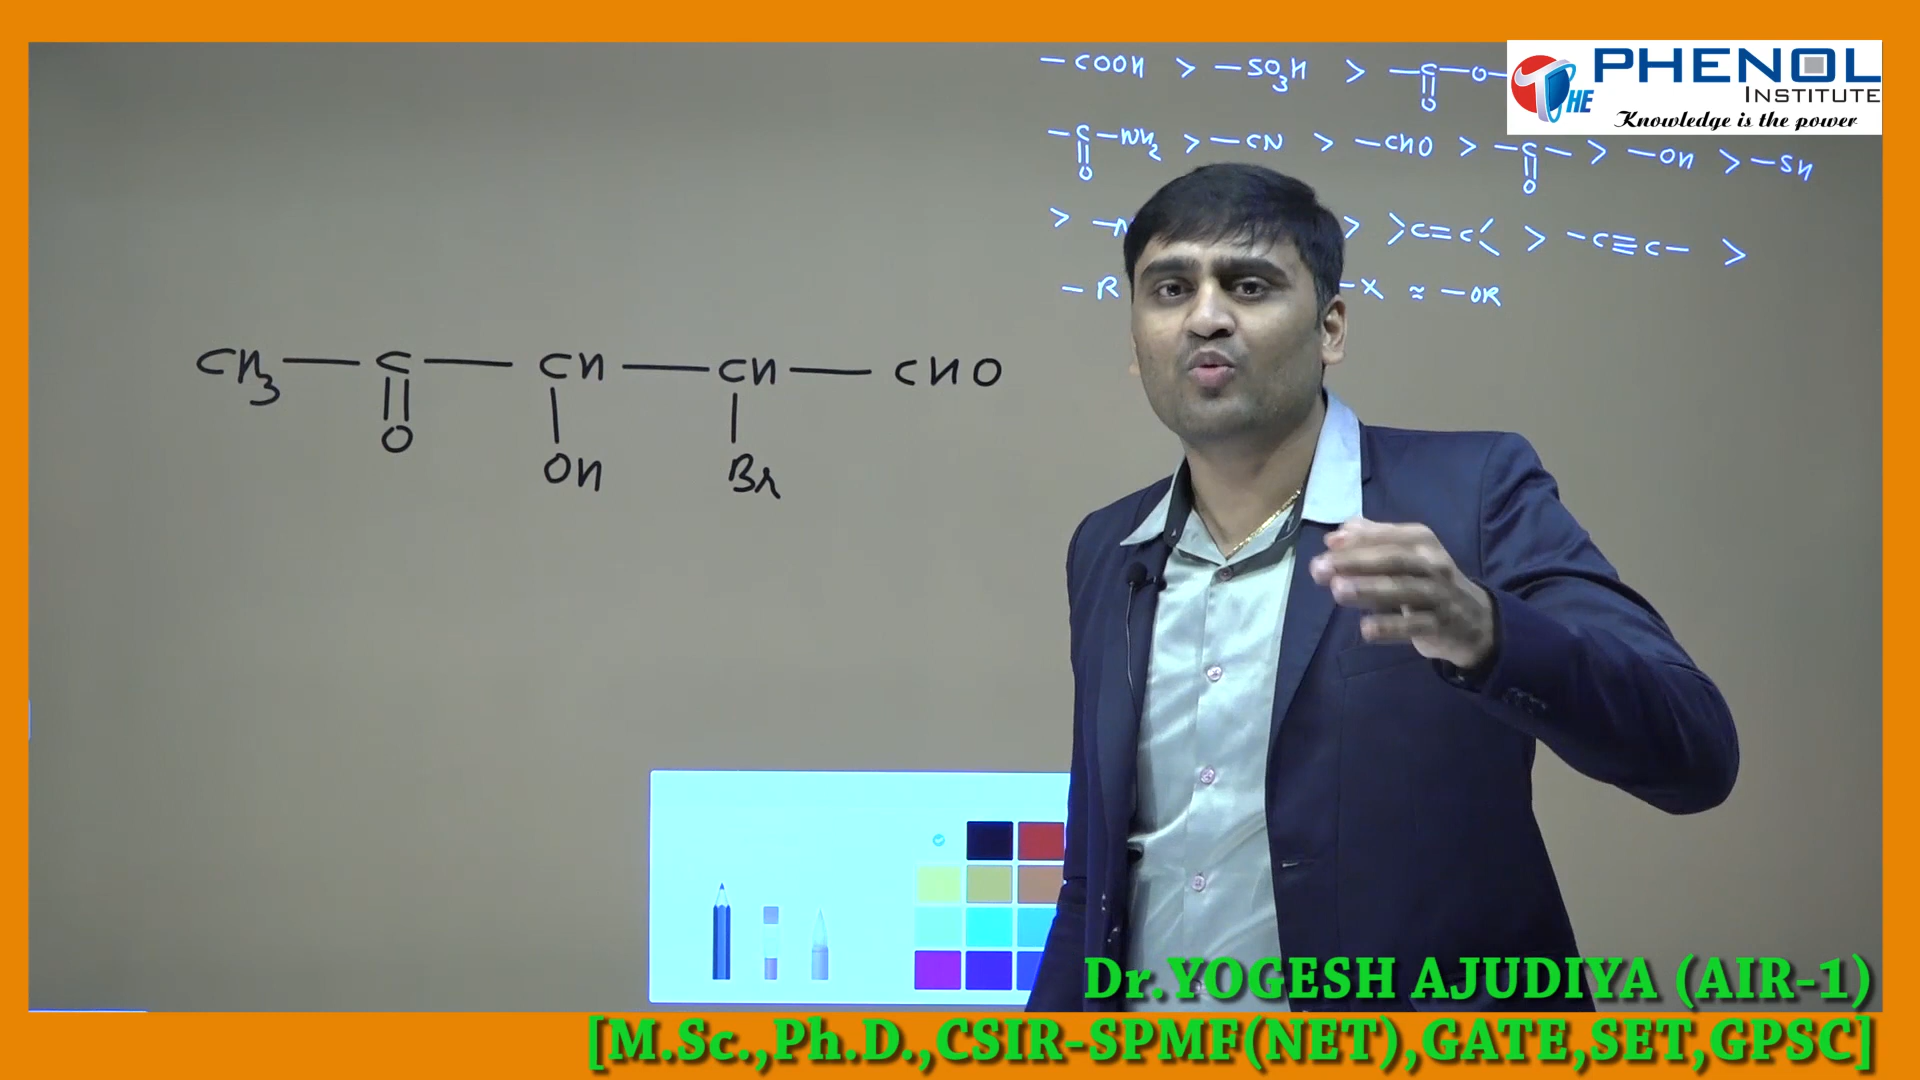 —COOH > —SO₃H > —C—O—
‖
O
—C—NH₂ > —CN > —CHO > —C— > —OH > —SH
‖ ‖
O O
> —N > >C=C< > —C≡C— >
—R —X ≈ —OR
CH₃—C—CH—CH—CHO
‖ | |
O OH Br
THE PHENOL
INSTITUTE
Knowledge is the power
Dr.YOGESH AJUDIYA (AIR-1)
[M.Sc.,Ph.D.,CSIR-SPMF(NET),GATE,SET,GPSC]